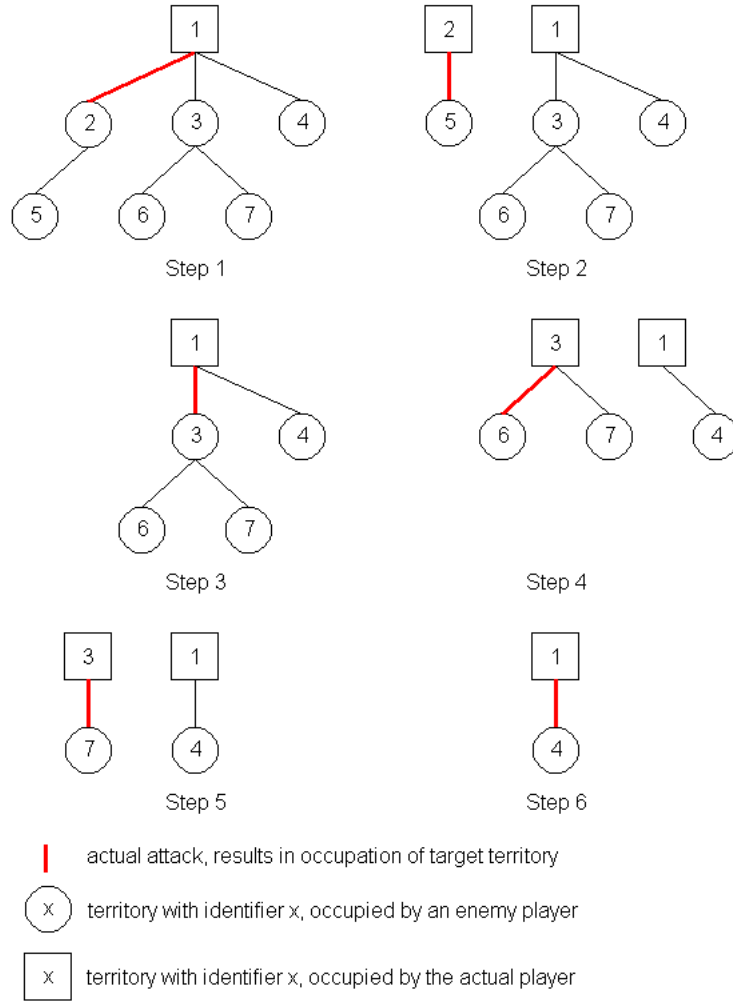 1
2 3 4
5 6 7
Step 1
2 1
5 3 4
6 7
Step 2
1
3 4
6 7
Step 3
3 1
6 7 4
Step 4
3 1
7 4
Step 5
1
4
Step 6
actual attack, results in occupation of target territory
x territory with identifier x, occupied by an enemy player
x territory with identifier x, occupied by the actual player